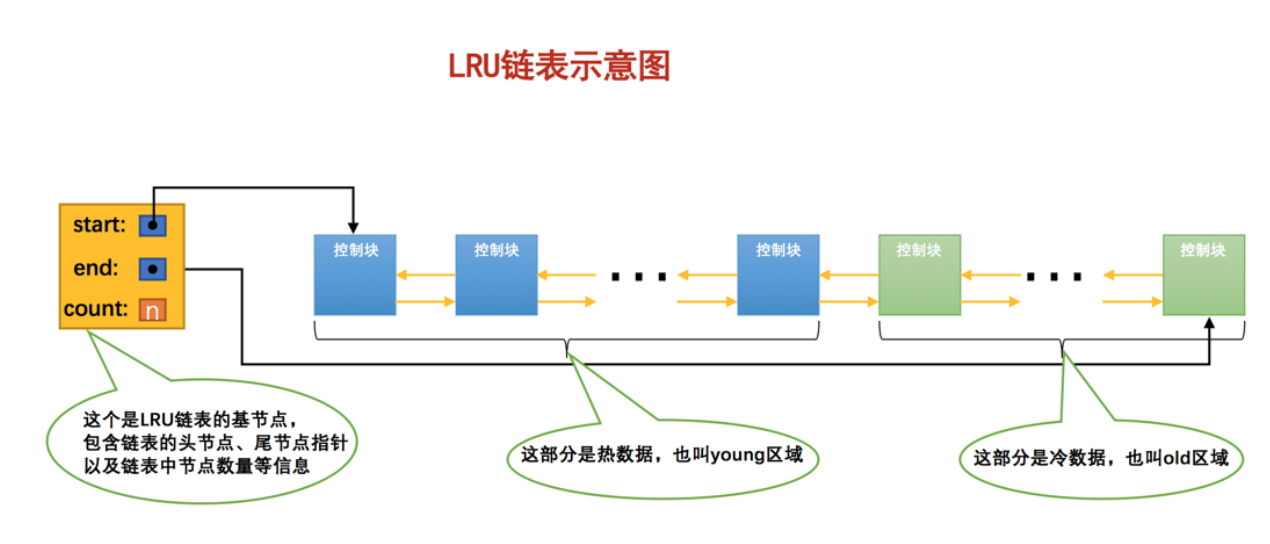 LRU链表示意图
start:
end:
count: n
控制块
控制块
控制块
控制块
控制块
这个是LRU链表的基节点，
包含链表的头节点、尾节点指针
以及链表中节点数量等信息
这部分是热数据，也叫young区域
这部分是冷数据，也叫old区域